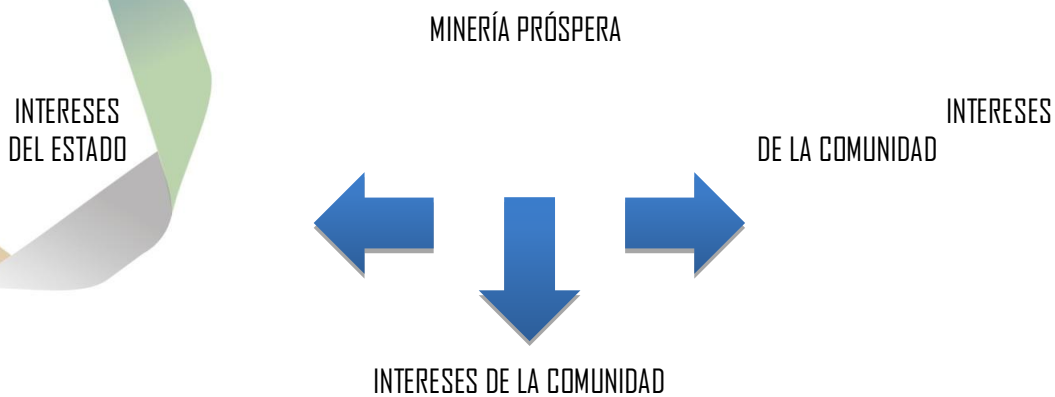 MINERÍA PRÓSPERA
INTERESES
DEL ESTADO
INTERESES
DE LA COMUNIDAD
INTERESES DE LA COMUNIDAD